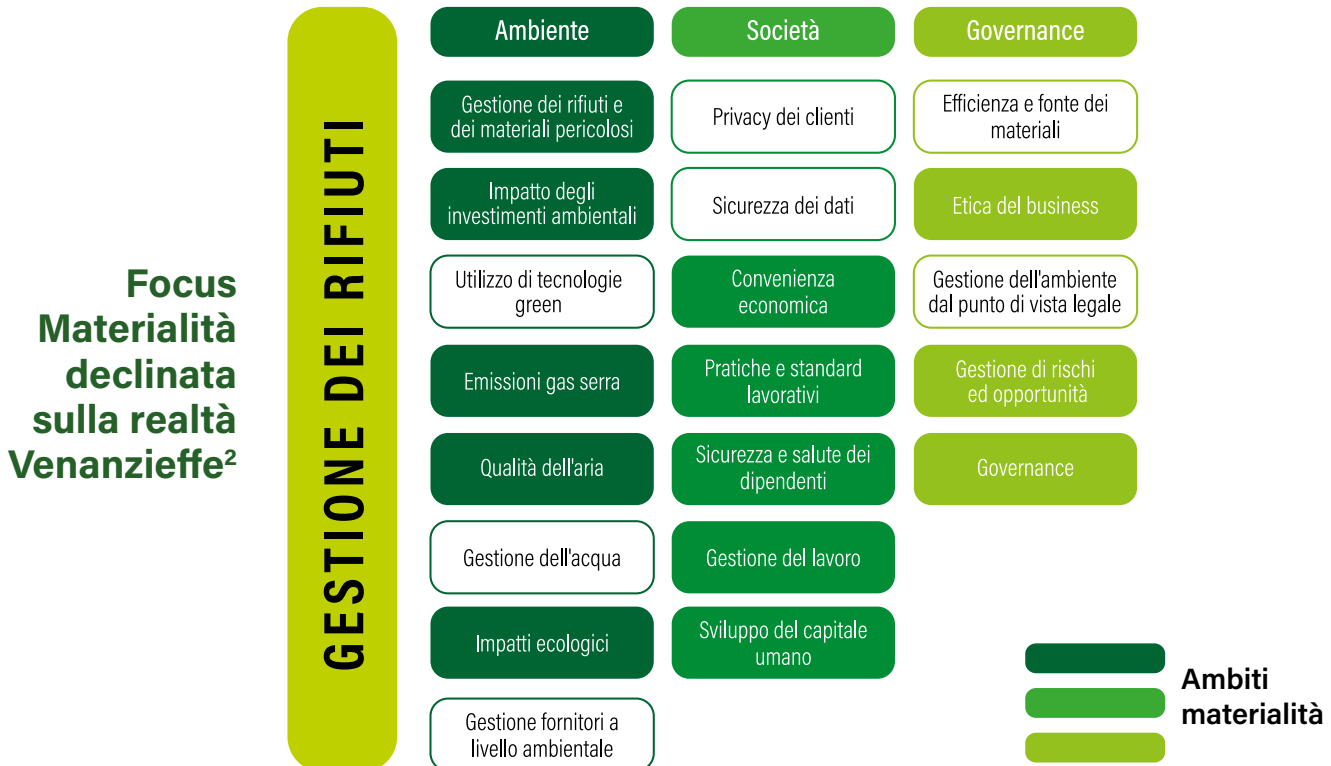 Focus
Materialità
declinata
sulla realtà
Venanzieffe²
GESTIONE DEI RIFIUTI
Ambiente
Gestione dei rifiuti e
dei materiali pericolosi
Impatto degli
investimenti ambientali
Utilizzo di tecnologie
green
Emissioni gas serra
Qualità dell'aria
Gestione dell'acqua
Impatti ecologici
Gestione fornitori a
livello ambientale
Società
Privacy dei clienti
Sicurezza dei dati
Convenienza
economica
Pratiche e standard
lavorativi
Sicurezza e salute dei
dipendenti
Gestione del lavoro
Sviluppo del capitale
umano
Governance
Efficienza e fonte dei
materiali
Etica del business
Gestione dell'ambiente
dal punto di vista legale
Gestione di rischi
ed opportunità
Governance
Ambiti
materialità